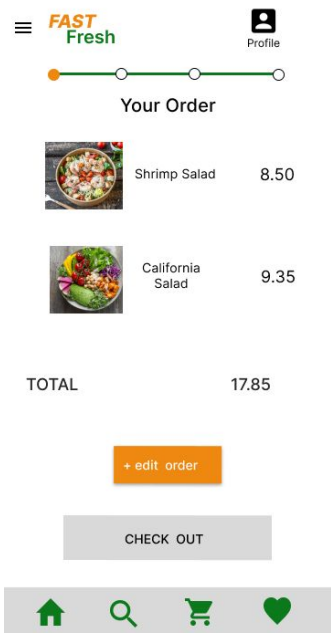 FAST
Fresh
Profile
Your Order
Shrimp Salad 8.50
California
Salad 9.35
TOTAL 17.85
+ edit order
CHECK OUT